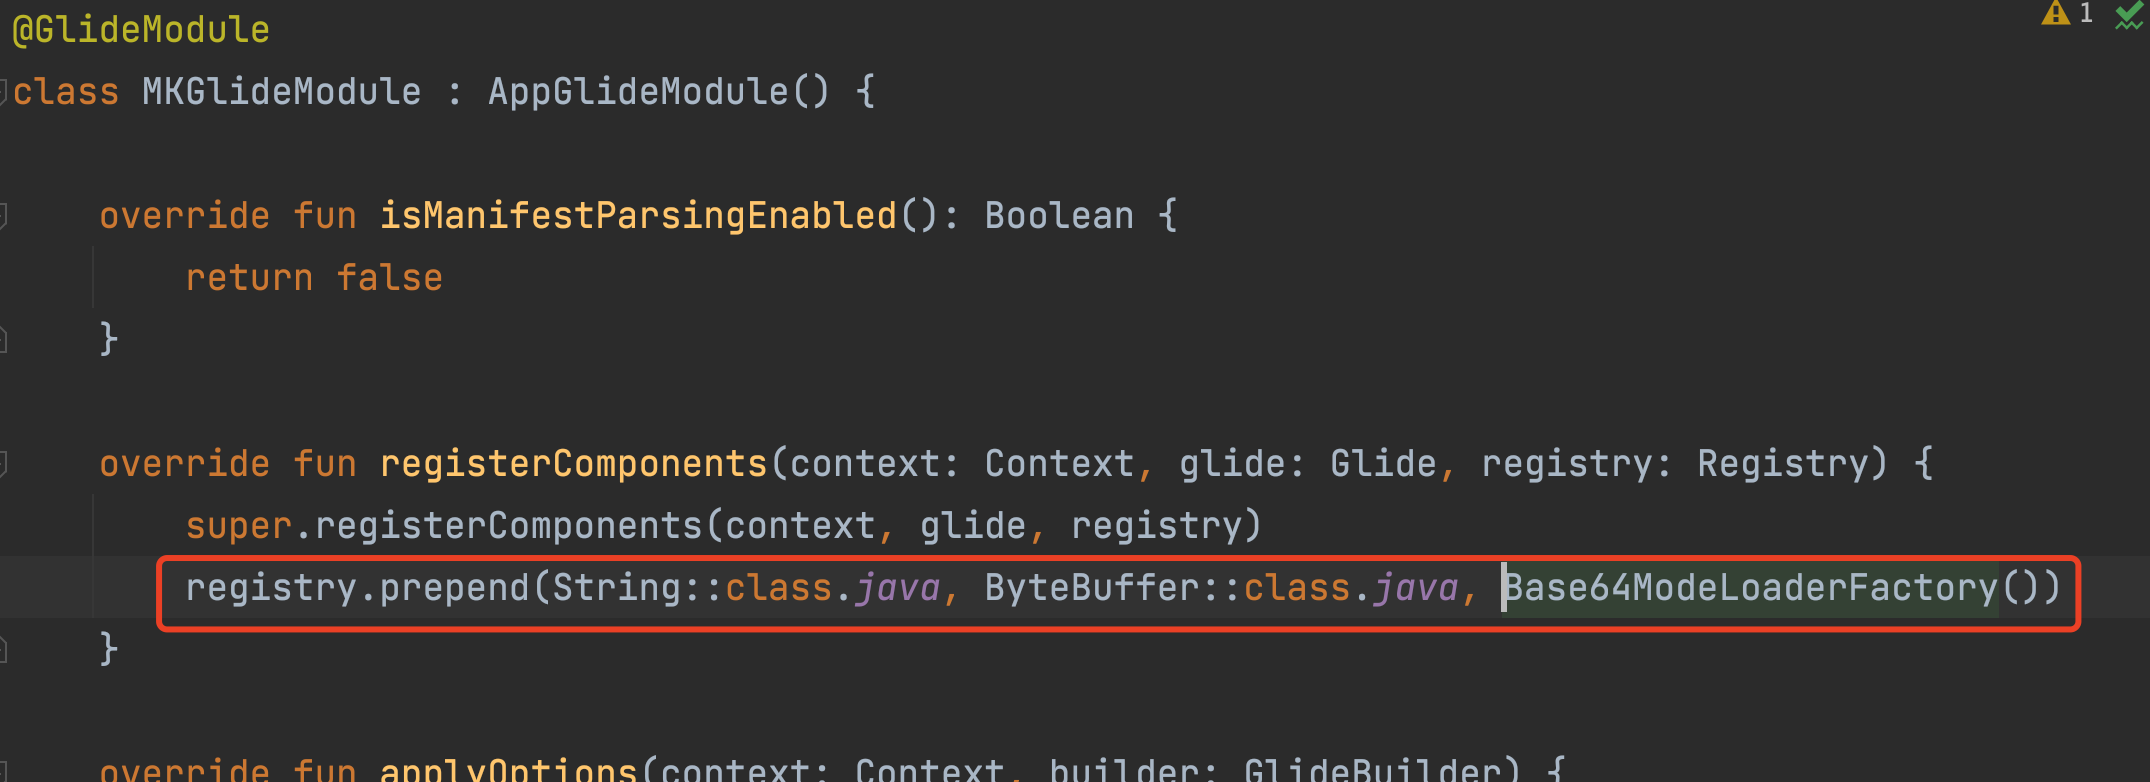 @GlideModule
1
class MKGlideModule : AppGlideModule() {
override fun isManifestParsingEnabled(): Boolean {
return false
}
override fun registerComponents(context: Context, glide: Glide, registry: Registry) {
super.registerComponents(context, glide, registry)
registry.prepend(String::class.java, ByteBuffer::class.java, Base64ModeLoaderFactory())
}
override fun applyOptions(context: Context, builder: GlideBuilder) {